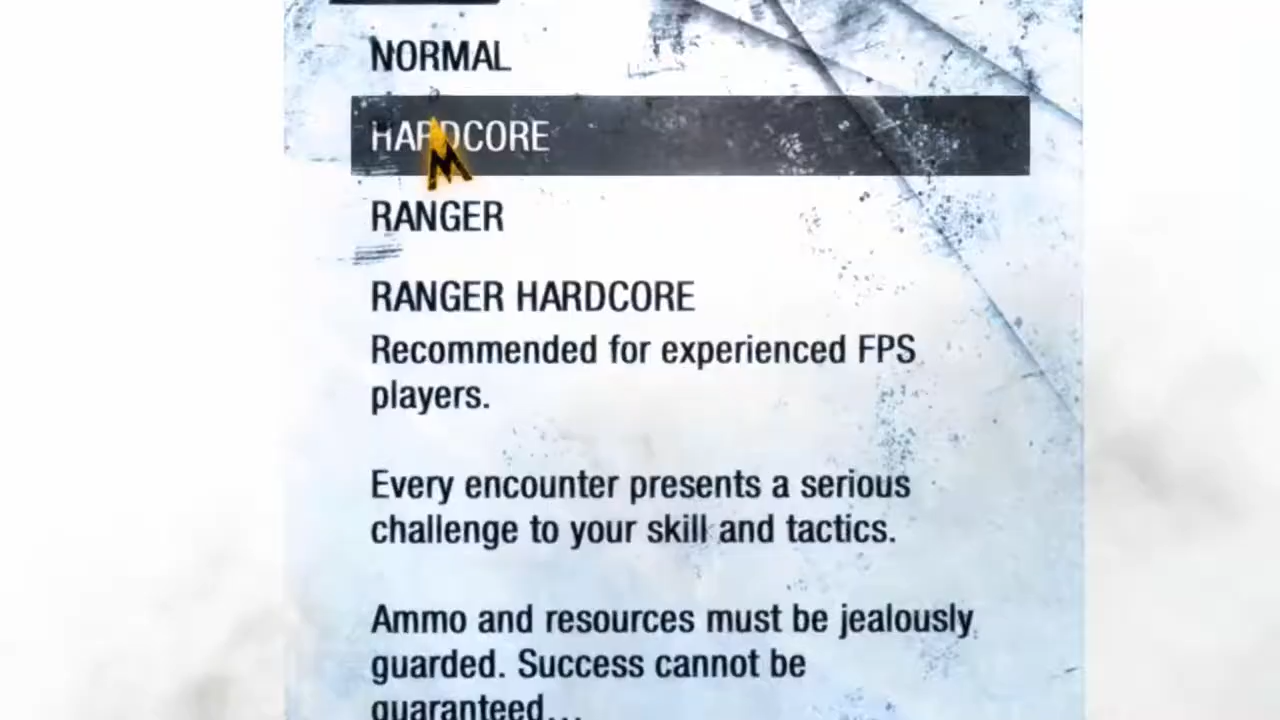 NORMAL
HARDCORE
RANGER
RANGER HARDCORE
Recommended for experienced FPS
players.
Every encounter presents a serious
challenge to your skill and tactics.
Ammo and resources must be jealously
guarded. Success cannot be
guaranteed...